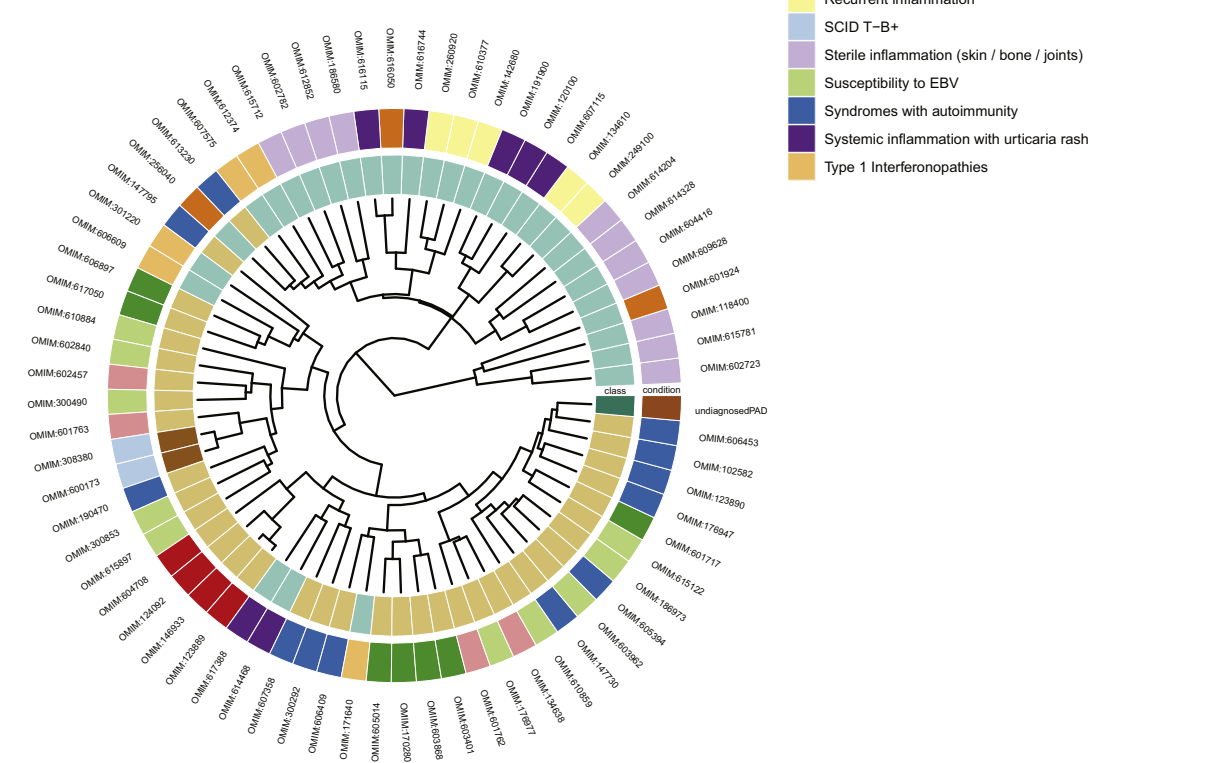 Recurrent inflammation
SCID T−B+
Sterile inflammation (skin / bone / joints)
Susceptibility to EBV
Syndromes with autoimmunity
Systemic inflammation with urticaria rash
Type 1 Interferonopathies
OMIM:616050
OMIM:616744
OMIM:260920
OMIM:610377
OMIM:142680
OMIM:191900
OMIM:120100
OMIM:607115
OMIM:134610
OMIM:249100
OMIM:614204
OMIM:614328
OMIM:604416
OMIM:609628
OMIM:601924
OMIM:118400
OMIM:615781
OMIM:602723
class
condition
undiagnosedPAD
OMIM:606453
OMIM:102582
OMIM:123890
OMIM:176947
OMIM:601717
OMIM:615122
OMIM:186973
OMIM:605394
OMIM:603962
OMIM:147730
OMIM:610859
OMIM:134638
OMIM:176977
OMIM:601762
OMIM:603401
OMIM:603868
OMIM:170280
OMIM:605014
OMIM:171640
OMIM:606409
OMIM:300292
OMIM:607358
OMIM:614468
OMIM:617388
OMIM:123889
OMIM:146933
OMIM:124092
OMIM:604708
OMIM:615897
OMIM:300853
OMIM:190470
OMIM:600173
OMIM:308380
OMIM:601763
OMIM:300490
OMIM:602457
OMIM:602840
OMIM:610884
OMIM:617050
OMIM:606897
OMIM:606609
OMIM:301220
OMIM:147795
OMIM:256040
OMIM:613230
OMIM:607575
OMIM:612374
OMIM:615712
OMIM:602782
OMIM:612852
OMIM:186580
OMIM:616115